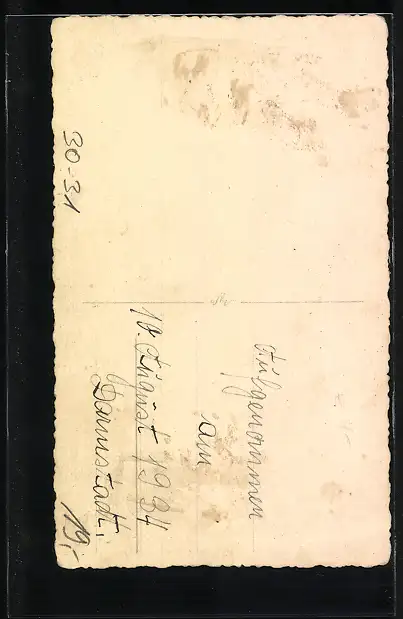 Aufgenommen
am
10. August 1934
Darmstadt.
30-31
19,-